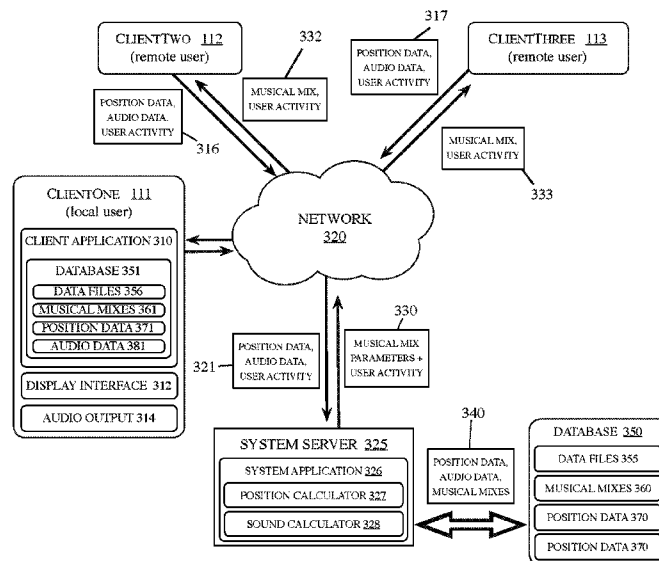 CLIENTTWO 112
(remote user)
332
317
CLIENTTHREE 113
(remote user)
POSITION DATA,
AUDIO DATA,
USER ACTIVITY
316
MUSICAL MIX,
USER ACTIVITY
POSITION DATA,
AUDIO DATA,
USER ACTIVITY
MUSICAL MIX,
USER ACTIVITY
333
CLIENTONE 111
(local user)
CLIENT APPLICATION 310
DATABASE 351
DATA FILES 356
MUSICAL MIXES 361
POSITION DATA 371
AUDIO DATA 381
DISPLAY INTERFACE 312
AUDIO OUTPUT 314
NETWORK
320
321
POSITION DATA,
AUDIO DATA,
USER ACTIVITY
330
MUSICAL MIX
PARAMETERS +
USER ACTIVITY
SYSTEM SERVER 325
SYSTEM APPLICATION 326
POSITION CALCULATOR 327
SOUND CALCULATOR 328
340
POSITION DATA,
AUDIO DATA,
MUSICAL MIXES
DATABASE 350
DATA FILES 355
MUSICAL MIXES 360
POSITION DATA 370
POSITION DATA 370